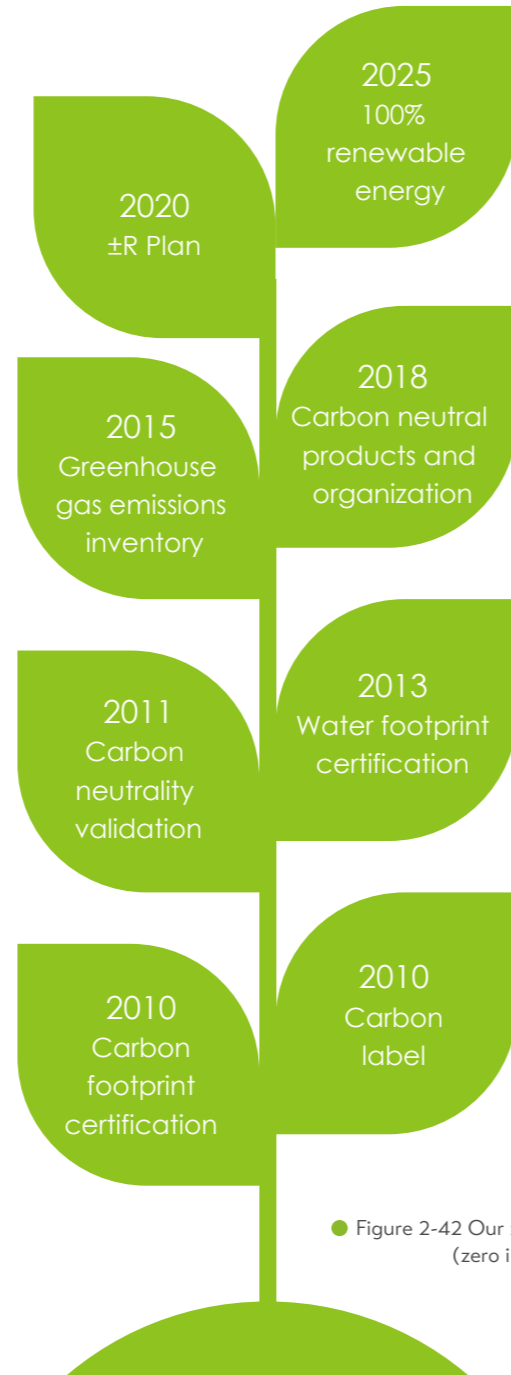 2025
100%
renewable
energy
2020
±R Plan
2018
Carbon neutral
products and
organization
2015
Greenhouse
gas emissions
inventory
2013
Water footprint
certification
2011
Carbon
neutrality
validation
2010
Carbon
label
2010
Carbon
footprint
certification
Figure 2-42 Our
(zero i